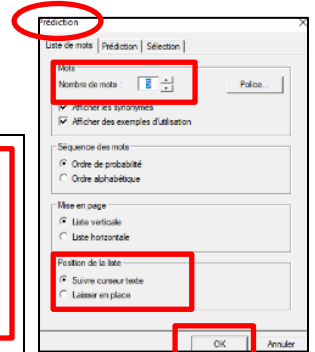 Prédiction
Liste de mots Prédiction Sélection
Mots
Nombre de mots : 5 Police...
Afficher les synonymes
Afficher des exemples d'utilisation
Séquence des mots
Ordre de probabilité
Ordre alphabétique
Mise en page
Liste verticale
Liste horizontale
Position de la liste
Suivre curseur texte
Laisser en place
OK Annuler